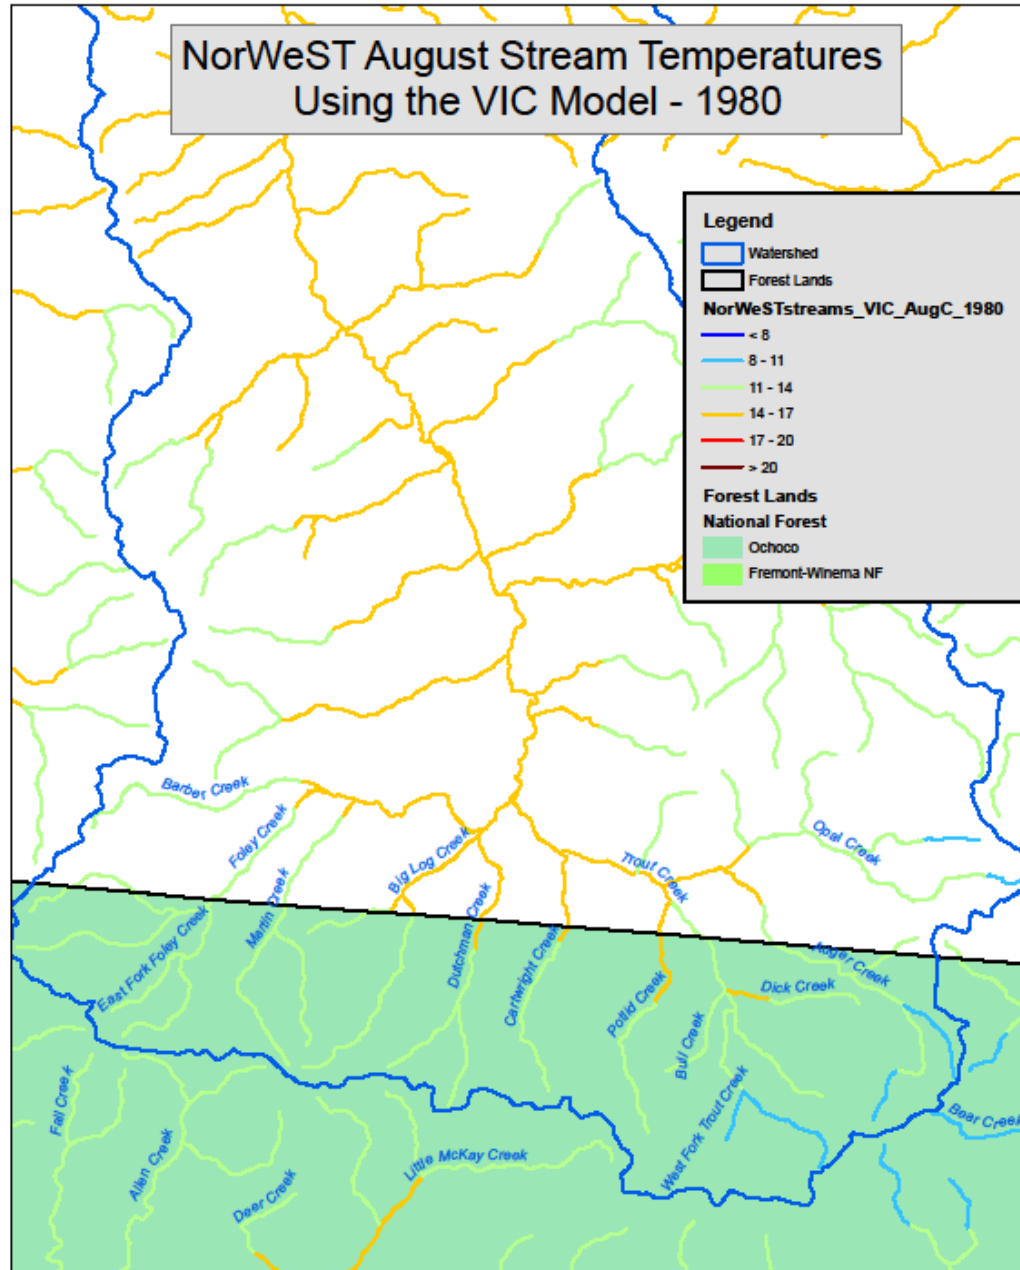 NorWeST August Stream Temperatures
Using the VIC Model - 1980
Legend
Watershed
Forest Lands
NorWeSTstreams_VIC_AugC_1980
< 8
8 - 11
11 - 14
14 - 17
17 - 20
> 20
Forest Lands
National Forest
Ochoco
Fremont-Winema NF
Barber Creek
Foley Creek
Big Log Creek
Trout Creek
Opal Creek
Martin Creek
East Fork Foley Creek
Dutchman Creek
Cartwright Creek
Potlid Creek
Auger Creek
Dick Creek
Bull Creek
West Fork Trout Creek
Bear Creek
Fall Creek
Allen Creek
Deer Creek
Little McKay Creek